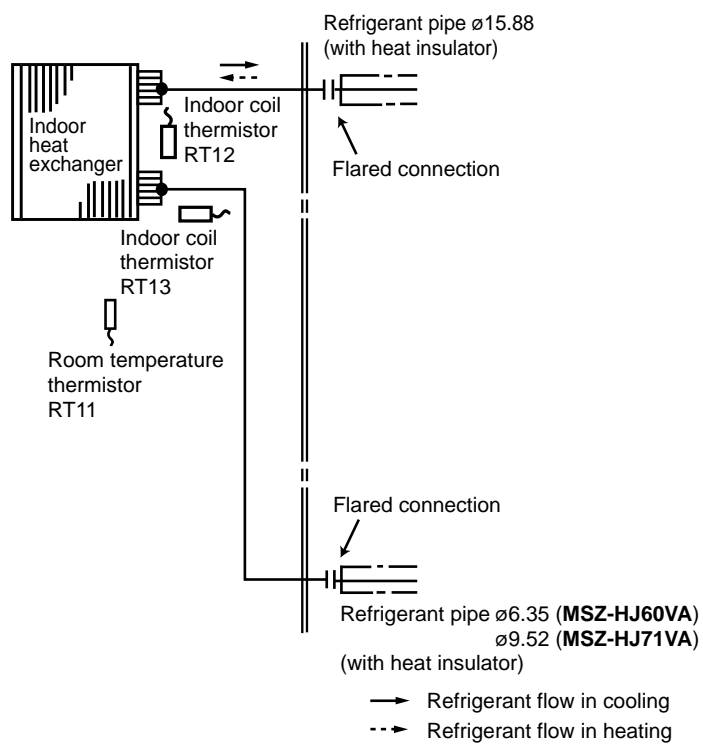 Refrigerant pipe ø15.88
(with heat insulator)
Indoor
heat
exchanger
Indoor coil
thermistor
RT12
Flared connection
Indoor coil
thermistor
RT13
Room temperature
thermistor
RT11
Flared connection
Refrigerant pipe ø6.35 (MSZ-HJ60VA)
ø9.52 (MSZ-HJ71VA)
(with heat insulator)
Refrigerant flow in cooling
Refrigerant flow in heating